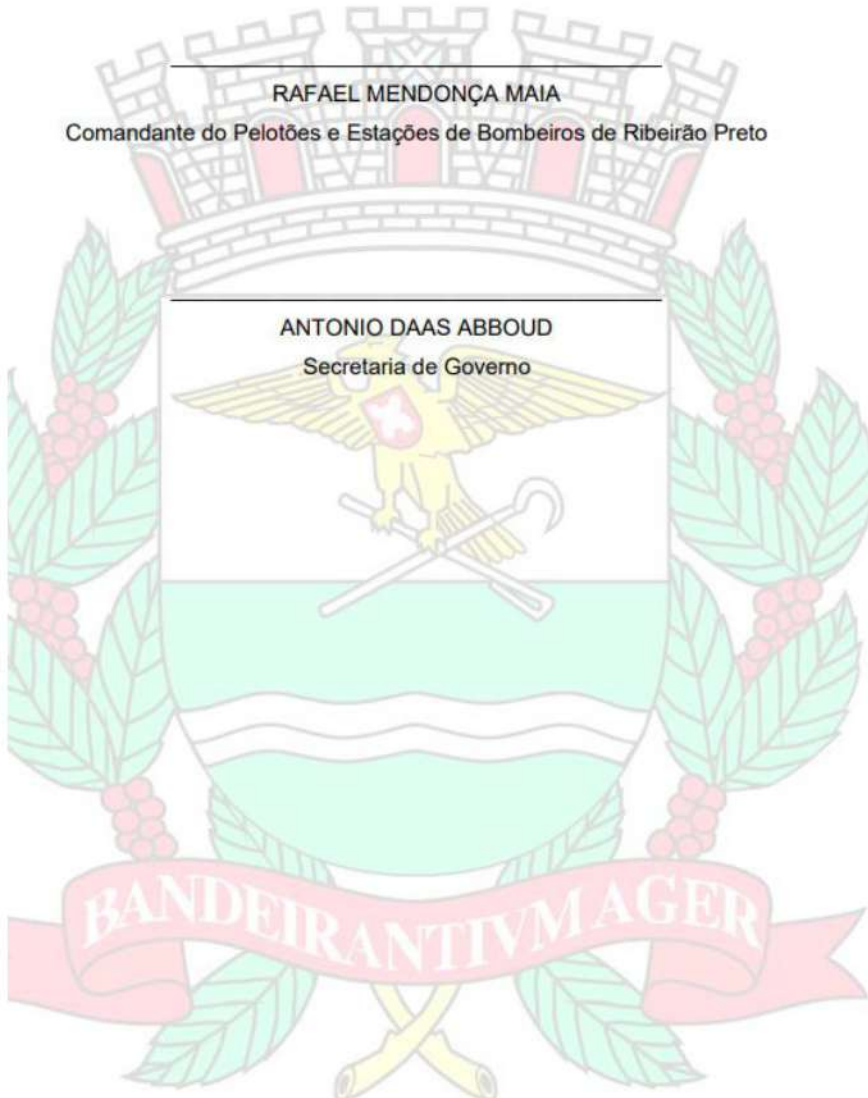 RAFAEL MENDONÇA MAIA
Comandante do Pelotões e Estações de Bombeiros de Ribeirão Preto
ANTONIO DAAS ABBOUD
Secretaria de Governo
BANDEIRANTIVM AGER